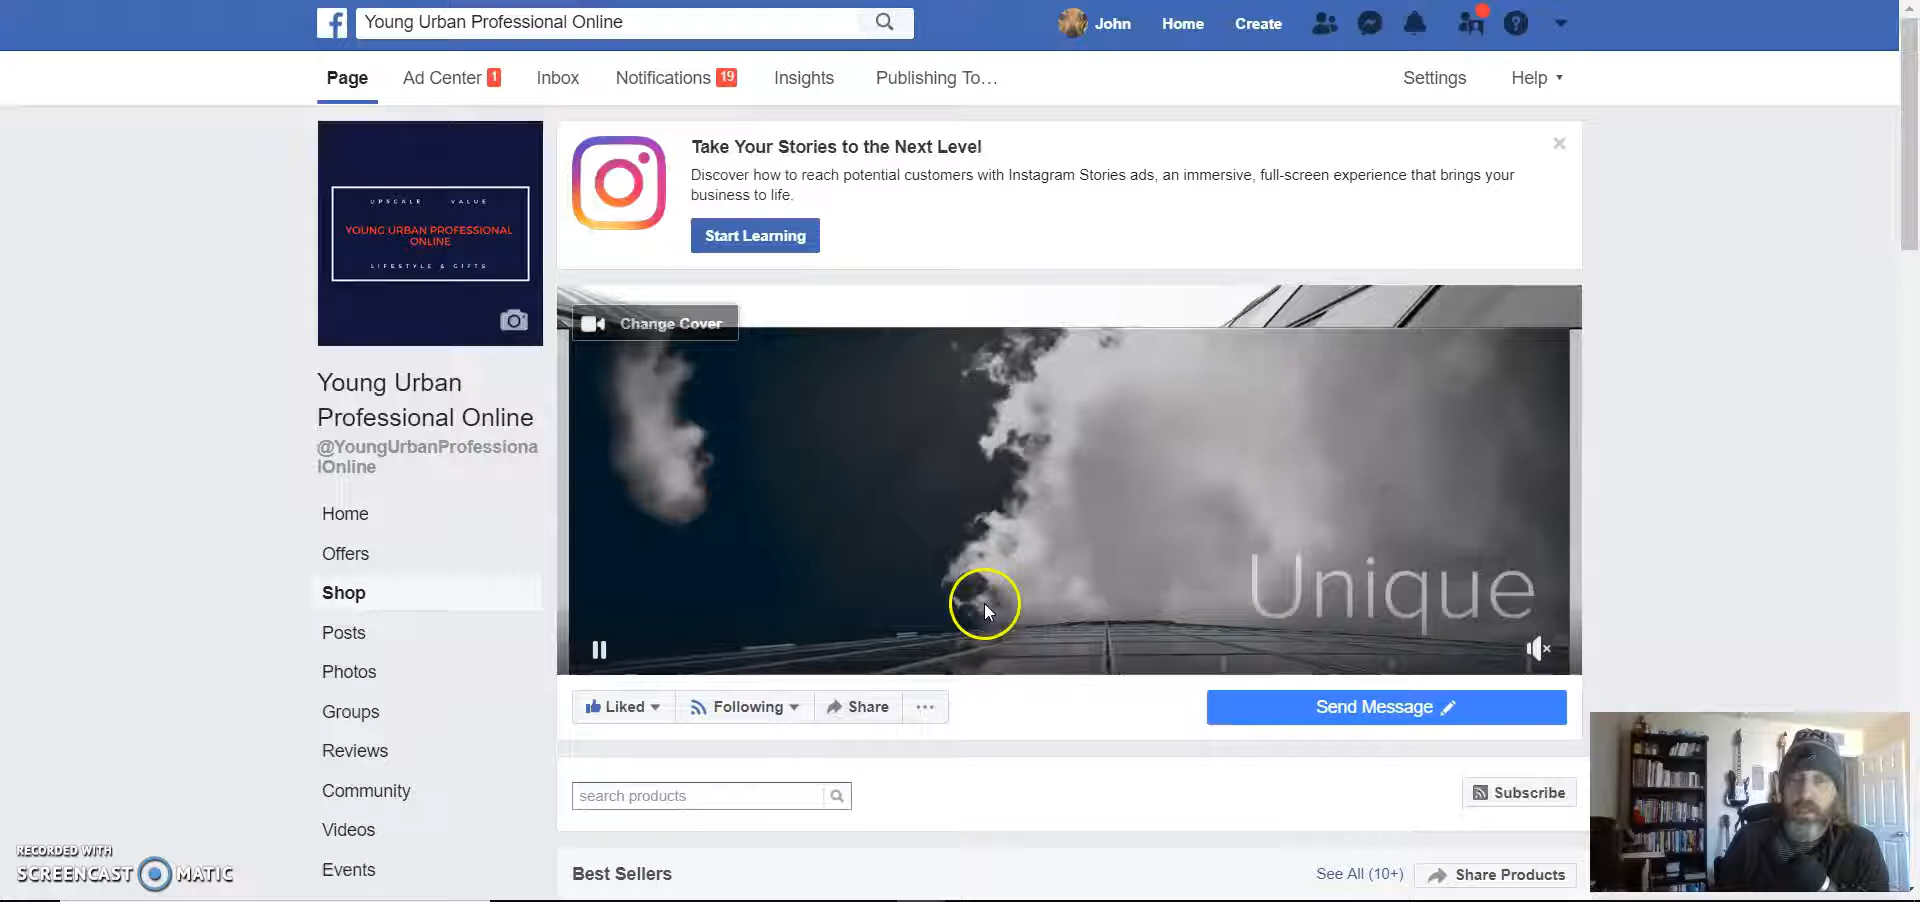 Young Urban Professional Online
John
Home
Create
Page
Ad Center 1
Inbox
Notifications 19
Insights
Publishing To...
Settings
Help
UPSCALE VALUE
YOUNG URBAN PROFESSIONAL
ONLINE
LIFESTYLE & GIFTS
Take Your Stories to the Next Level
Discover how to reach potential customers with Instagram Stories ads, an immersive, full-screen experience that brings your
business to life.
Start Learning
Change Cover
Unique
Young Urban
Professional Online
@YoungUrbanProfessiona
lOnline
Home
Offers
Shop
Posts
Photos
Groups
Reviews
Community
Videos
Events
Liked
Following
Share
Send Message
search products
Subscribe
Best Sellers
See All (10+)
Share Products
RECORDED WITH
SCREENCAST MATIC